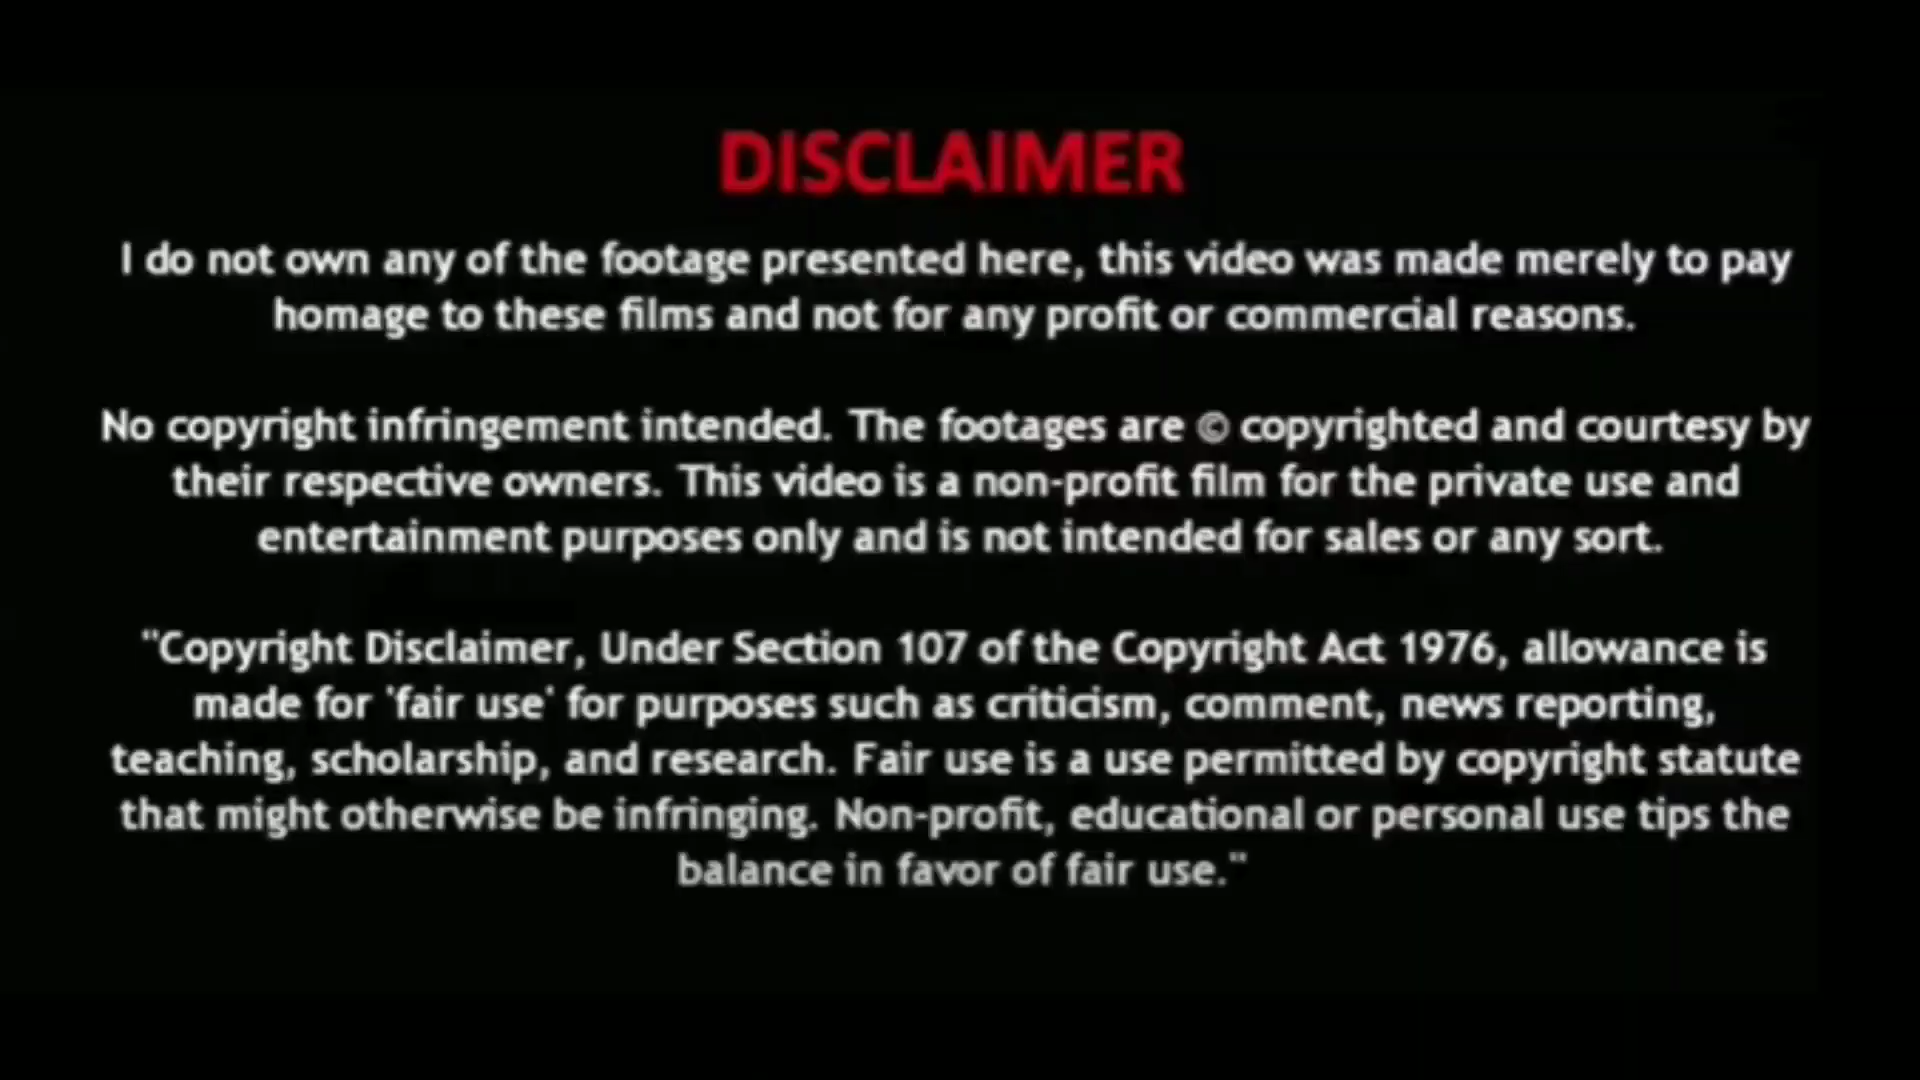 DISCLAIMER
I do not own any of the footage presented here, this video was made merely to pay
homage to these films and not for any profit or commercial reasons.
No copyright infringement intended. The footages are © copyrighted and courtesy by
their respective owners. This video is a non-profit film for the private use and
entertainment purposes only and is not intended for sales or any sort.
"Copyright Disclaimer, Under Section 107 of the Copyright Act 1976, allowance is
made for 'fair use' for purposes such as criticism, comment, news reporting,
teaching, scholarship, and research. Fair use is a use permitted by copyright statute
that might otherwise be infringing. Non-profit, educational or personal use tips the
balance in favor of fair use."